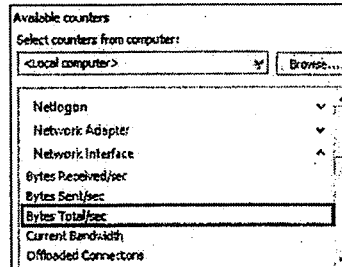 Available counters
Select counters from computer:
<Local computer>
Browse...
Netlogon
Network Adapter
Network Interface
Bytes Received/sec
Bytes Sent/sec
Bytes Total/sec
Current Bandwidth
Offloaded Connections